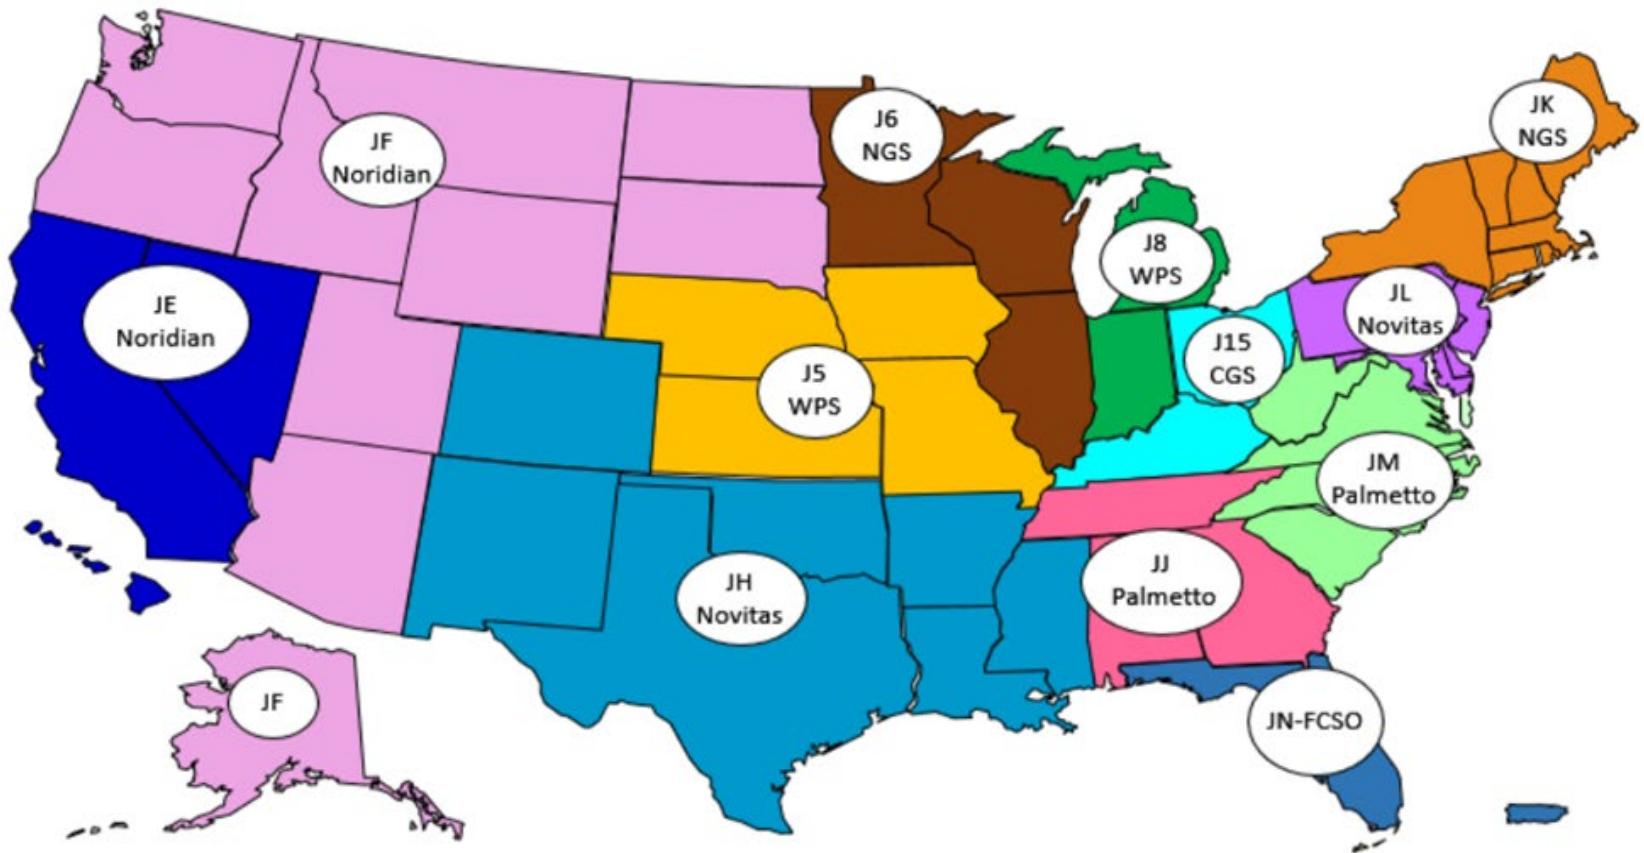 JF
Noridian
J6
NGS
JK
NGS
JE
Noridian
J8
WPS
JL
Novitas
J15
CGS
J5
WPS
JM
Palmetto
JH
Novitas
JJ
Palmetto
JF
JN-FCSO